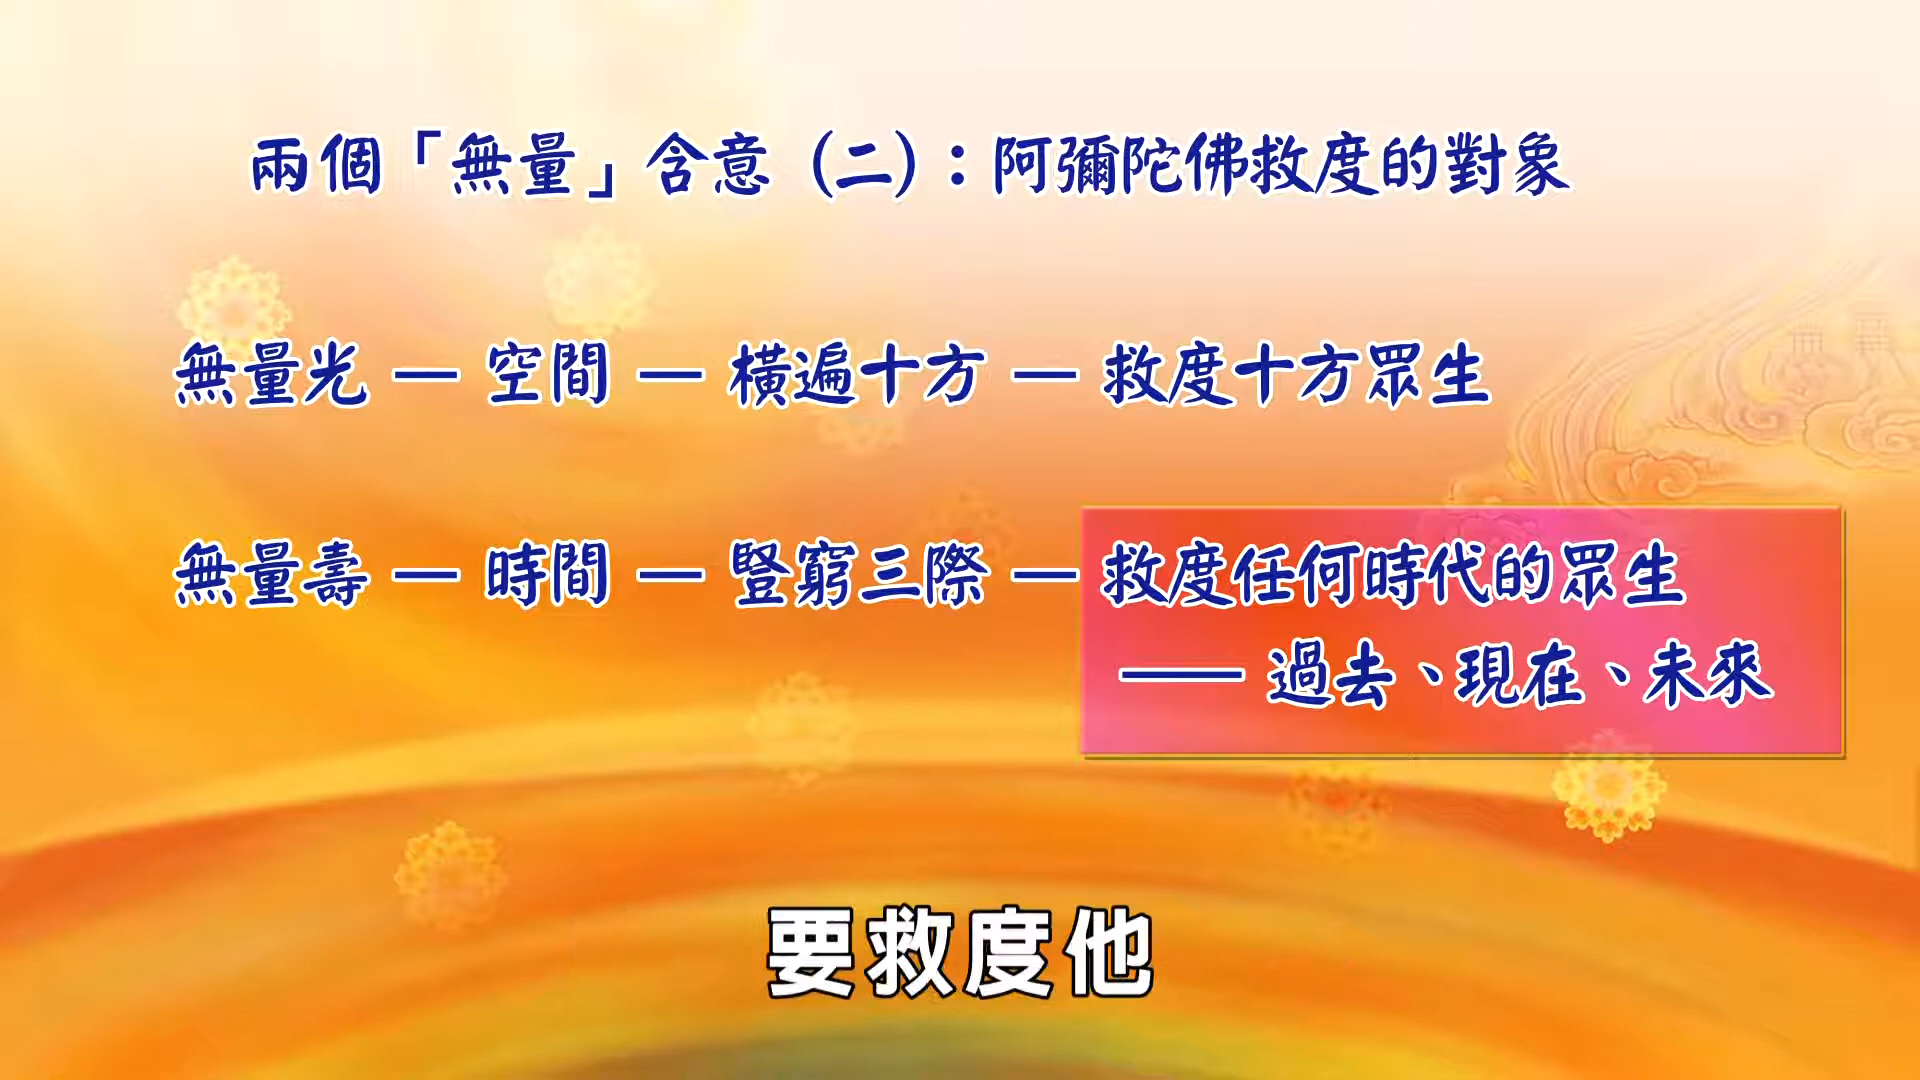 兩個「無量」含意（二）：阿彌陀佛救度的對象
無量光 — 空間 — 橫遍十方 — 救度十方眾生
無量壽 — 時間 — 豎窮三際 — 救度任何時代的眾生
—— 過去、現在、未來
要救度他